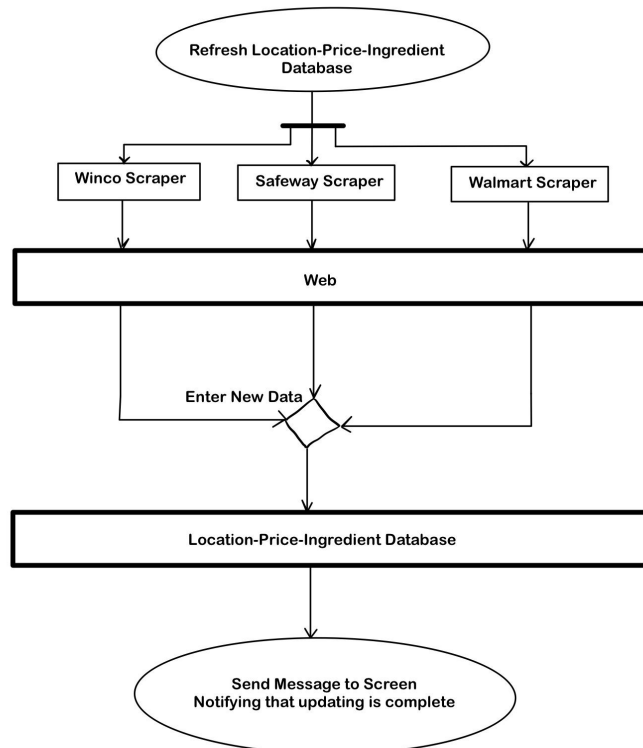 Refresh Location-Price-Ingredient
Database
Winco Scraper
Safeway Scraper
Walmart Scraper
Web
Enter New Data
Location-Price-Ingredient Database
Send Message to Screen
Notifying that updating is complete